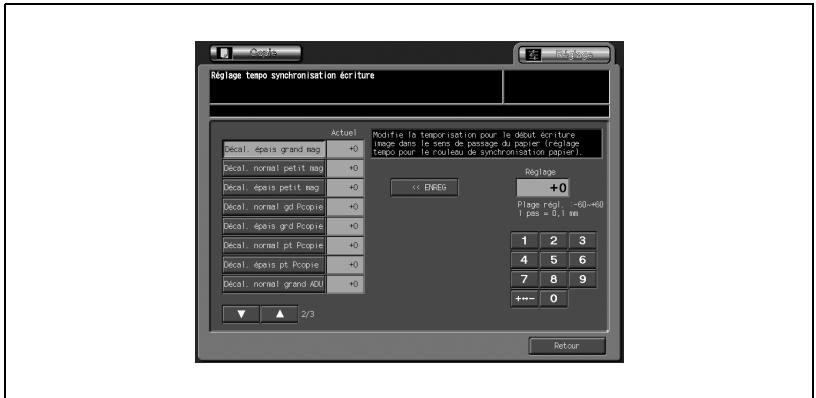 Copie
Réglage
Réglage tempo synchronisation écriture
Actuel
Modifie la temporisation pour le début écriture
image dans le sens de passage du papier (réglage
tempo pour le rouleau de synchronisation papier).
Décal. épais grand mag +0
Décal. normal petit mag +0
Décal. épais petit mag +0
Décal. normal gd Pcopie +0
Décal. épais grd Pcopie +0
Décal. normal pt Pcopie +0
Décal. épais pt Pcopie +0
Décal. normal grand ADU +0
<< ENREG
Réglage
+0
Plage régl. :-60~+60
1 pas = 0,1 mm
1 2 3
4 5 6
7 8 9
+↔- 0
▼ ▲ 2/3
Retour